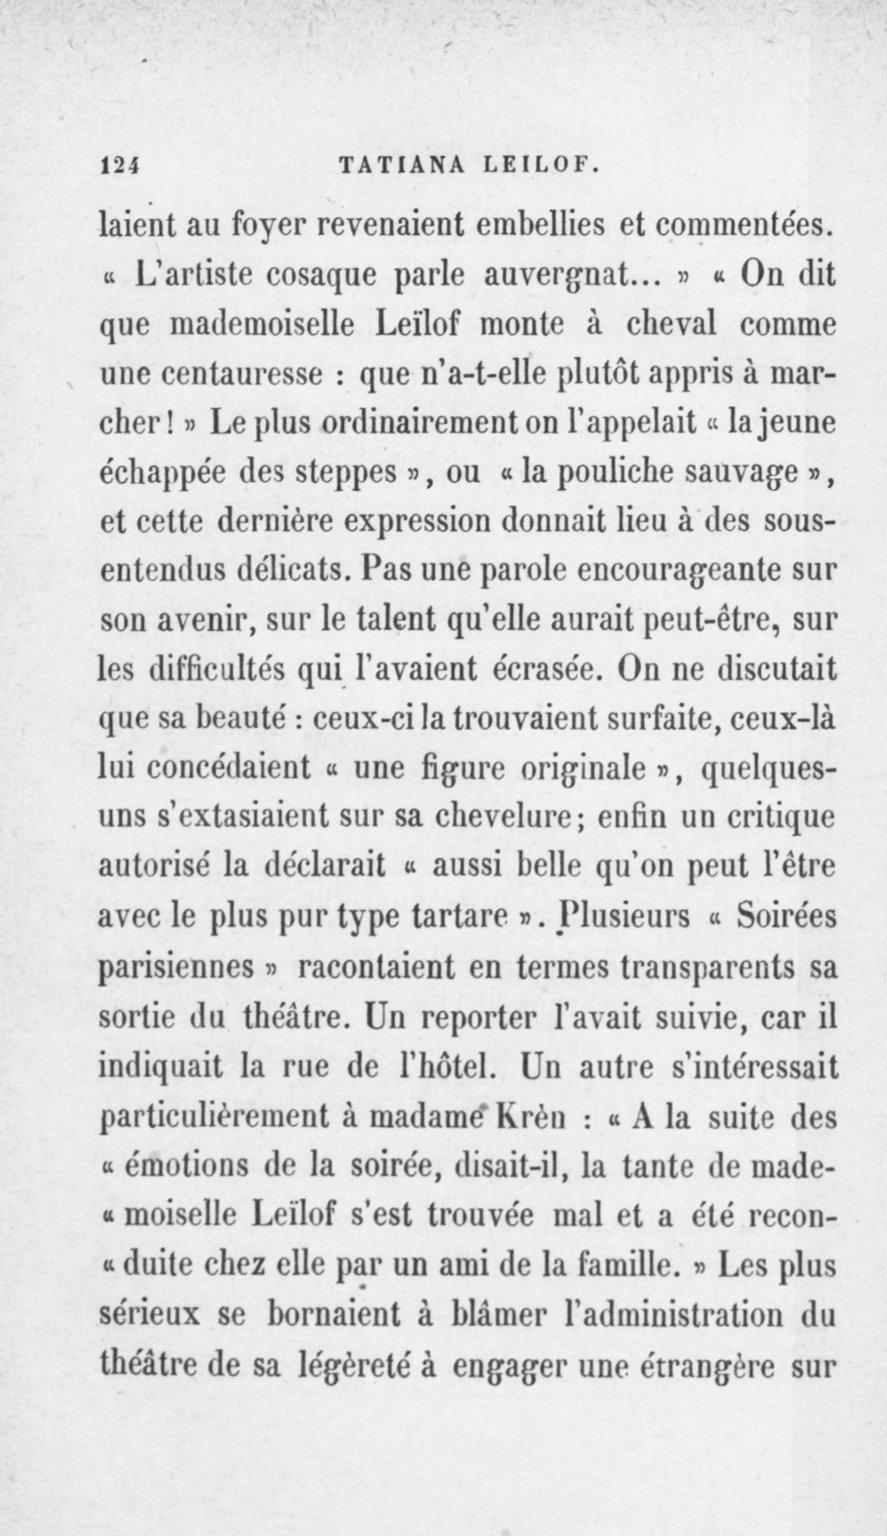 124 TATIANA LEILOF.
laient au foyer revenaient embellies et commentées.
« L'artiste cosaque parle auvergnat... » « On dit
que mademoiselle Leïlof monte à cheval comme
une centauresse : que n'a-t-elle plutôt appris à mar-
cher ! » Le plus ordinairement on l'appelait « la jeune
échappée des steppes », ou « la pouliche sauvage »,
et cette dernière expression donnait lieu à des sous-
entendus délicats. Pas une parole encourageante sur
son avenir, sur le talent qu'elle aurait peut-être, sur
les difficultés qui l'avaient écrasée. On ne discutait
que sa beauté : ceux-ci la trouvaient surfaite, ceux-là
lui concédaient « une figure originale », quelques-
uns s'extasiaient sur sa chevelure; enfin un critique
autorisé la déclarait « aussi belle qu'on peut l'être
avec le plus pur type tartare ». Plusieurs « Soirées
parisiennes » racontaient en termes transparents sa
sortie du théâtre. Un reporter l'avait suivie, car il
indiquait la rue de l'hôtel. Un autre s'intéressait
particulièrement à madame Krèn : « A la suite des
« émotions de la soirée, disait-il, la tante de made-
« moiselle Leïlof s'est trouvée mal et a été recon-
« duite chez elle par un ami de la famille. » Les plus
sérieux se bornaient à blâmer l'administration du
théâtre de sa légèreté à engager une étrangère sur